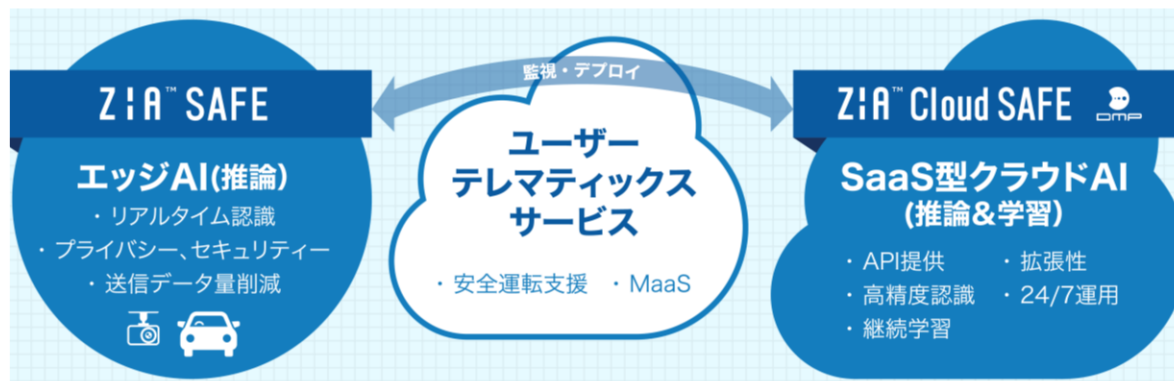 監視・デプロイ
ZIA™ SAFE
エッジAI(推論)
・リアルタイム認識
・プライバシー、セキュリティー
・送信データ量削減
ユーザー
テレマティックス
サービス
・安全運転支援 ・MaaS
ZIA™ Cloud SAFE DMP
SaaS型クラウドAI
(推論&学習)
・API提供 ・拡張性
・高精度認識 ・24/7運用
・継続学習